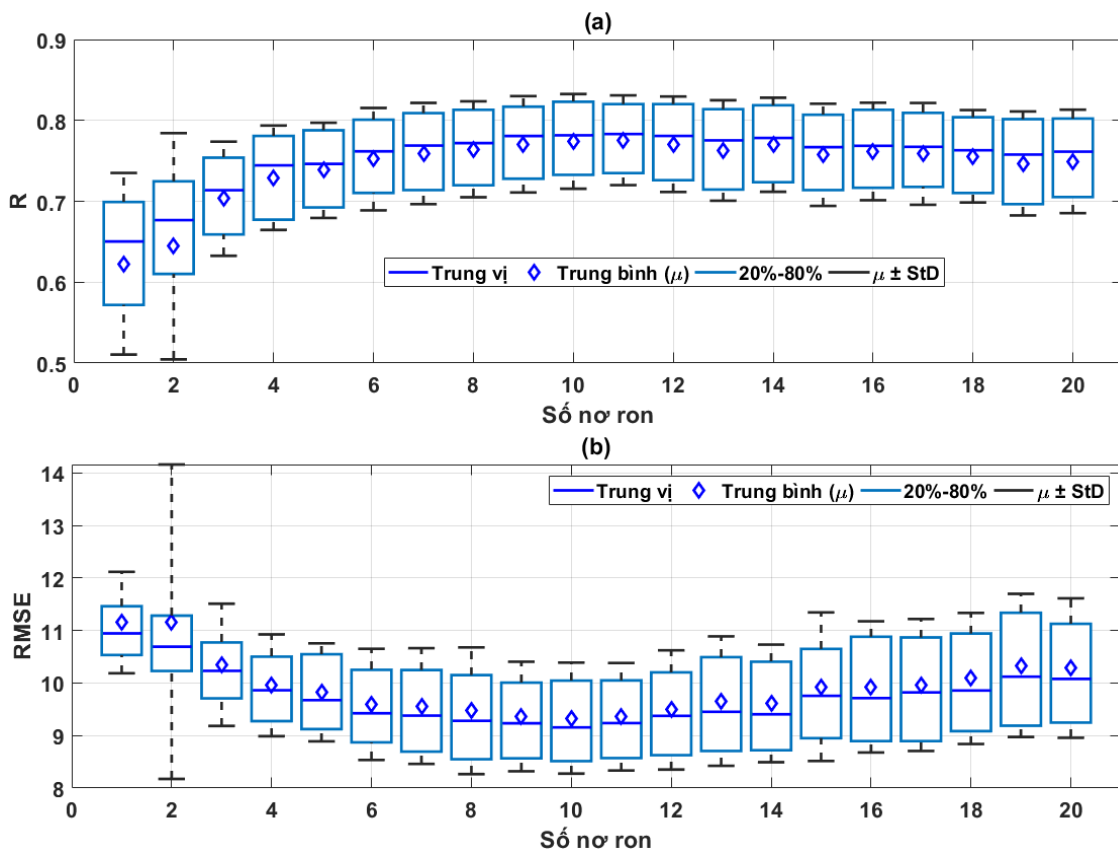 (a)
0.9
0.8
0.7
0.6
0.5
R
Trung vị Trung bình (μ) 20%-80% μ ± StD
0 2 4 6 8 10 12 14 16 18 20
Số nơ ron
(b)
14
13
12
11
10
9
8
RMSE
Trung vị Trung bình (μ) 20%-80% μ ± StD
0 2 4 6 8 10 12 14 16 18 20
Số nơ ron